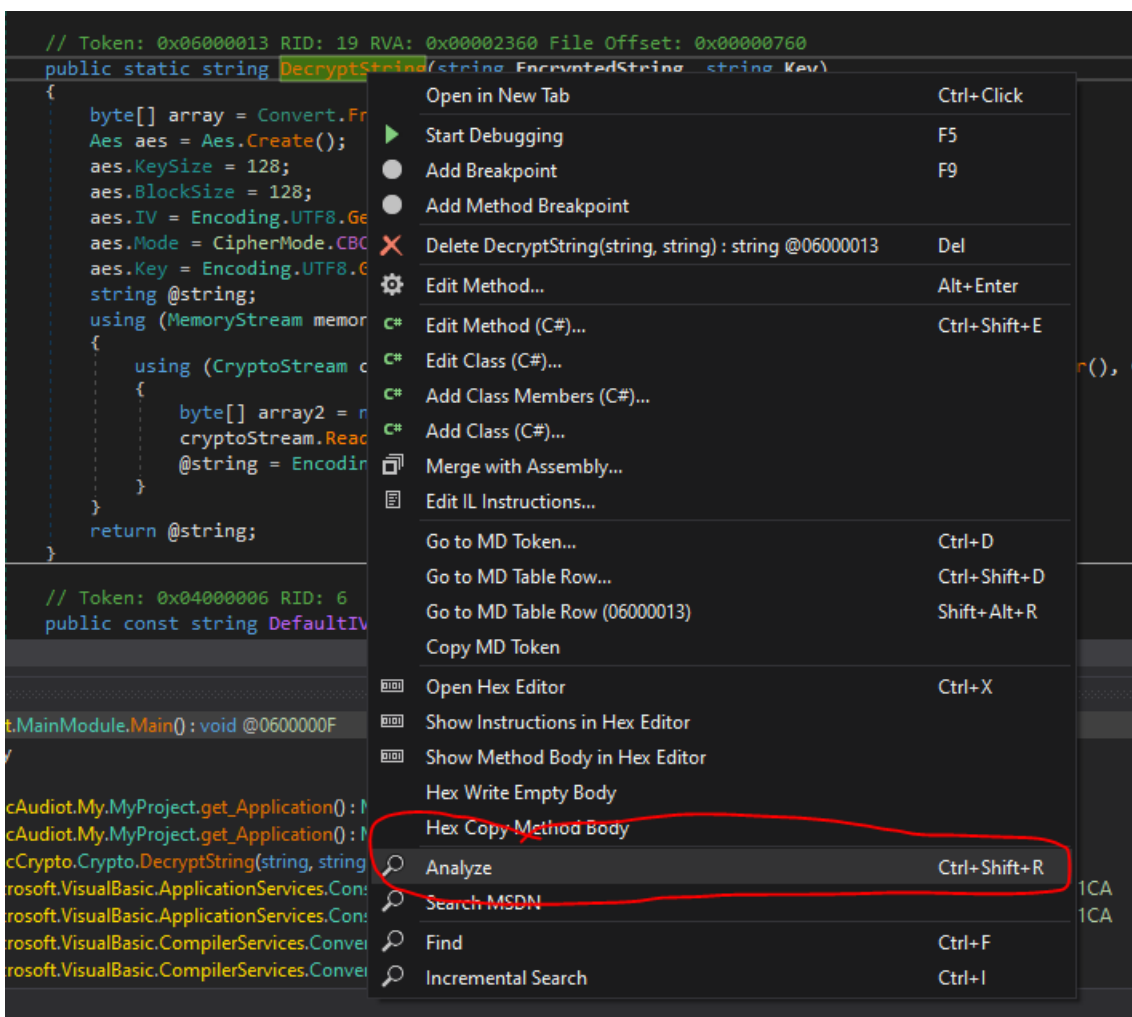 // Token: 0x06000013 RID: 19 RVA: 0x00002360 File Offset: 0x00000760
public static string DecryptString(string EncryptedString, string Key)
{
byte[] array = Convert.Fr
Aes aes = Aes.Create();
aes.KeySize = 128;
aes.BlockSize = 128;
aes.IV = Encoding.UTF8.Ge
aes.Mode = CipherMode.CBC
aes.Key = Encoding.UTF8.G
string @string;
using (MemoryStream memor
{
using (CryptoStream c
r(),
{
byte[] array2 = n
cryptoStream.Read
@string = Encodin
}
}
return @string;
}
// Token: 0x04000006 RID: 6
public const string DefaultIV
t.MainModule.Main() : void @0600000F
y
cAudiot.My.MyProject.get_Application() : M
cAudiot.My.MyProject.get_Application() : M
cCrypto.Crypto.DecryptString(string, string
rosoft.VisualBasic.ApplicationServices.Cons
1CA
rosoft.VisualBasic.ApplicationServices.Cons
1CA
rosoft.VisualBasic.CompilerServices.Conver
rosoft.VisualBasic.CompilerServices.Conver
Open in New Tab Ctrl+Click
Start Debugging F5
Add Breakpoint F9
Add Method Breakpoint
Delete DecryptString(string, string) : string @06000013 Del
Edit Method... Alt+Enter
C# Edit Method (C#)... Ctrl+Shift+E
C# Edit Class (C#)...
C# Add Class Members (C#)...
C# Add Class (C#)...
Merge with Assembly...
Edit IL Instructions...
Go to MD Token... Ctrl+D
Go to MD Table Row... Ctrl+Shift+D
Go to MD Table Row (06000013) Shift+Alt+R
Copy MD Token
Open Hex Editor Ctrl+X
Show Instructions in Hex Editor
Show Method Body in Hex Editor
Hex Write Empty Body
Hex Copy Method Body
Analyze Ctrl+Shift+R
Search MSDN
Find Ctrl+F
Incremental Search Ctrl+I